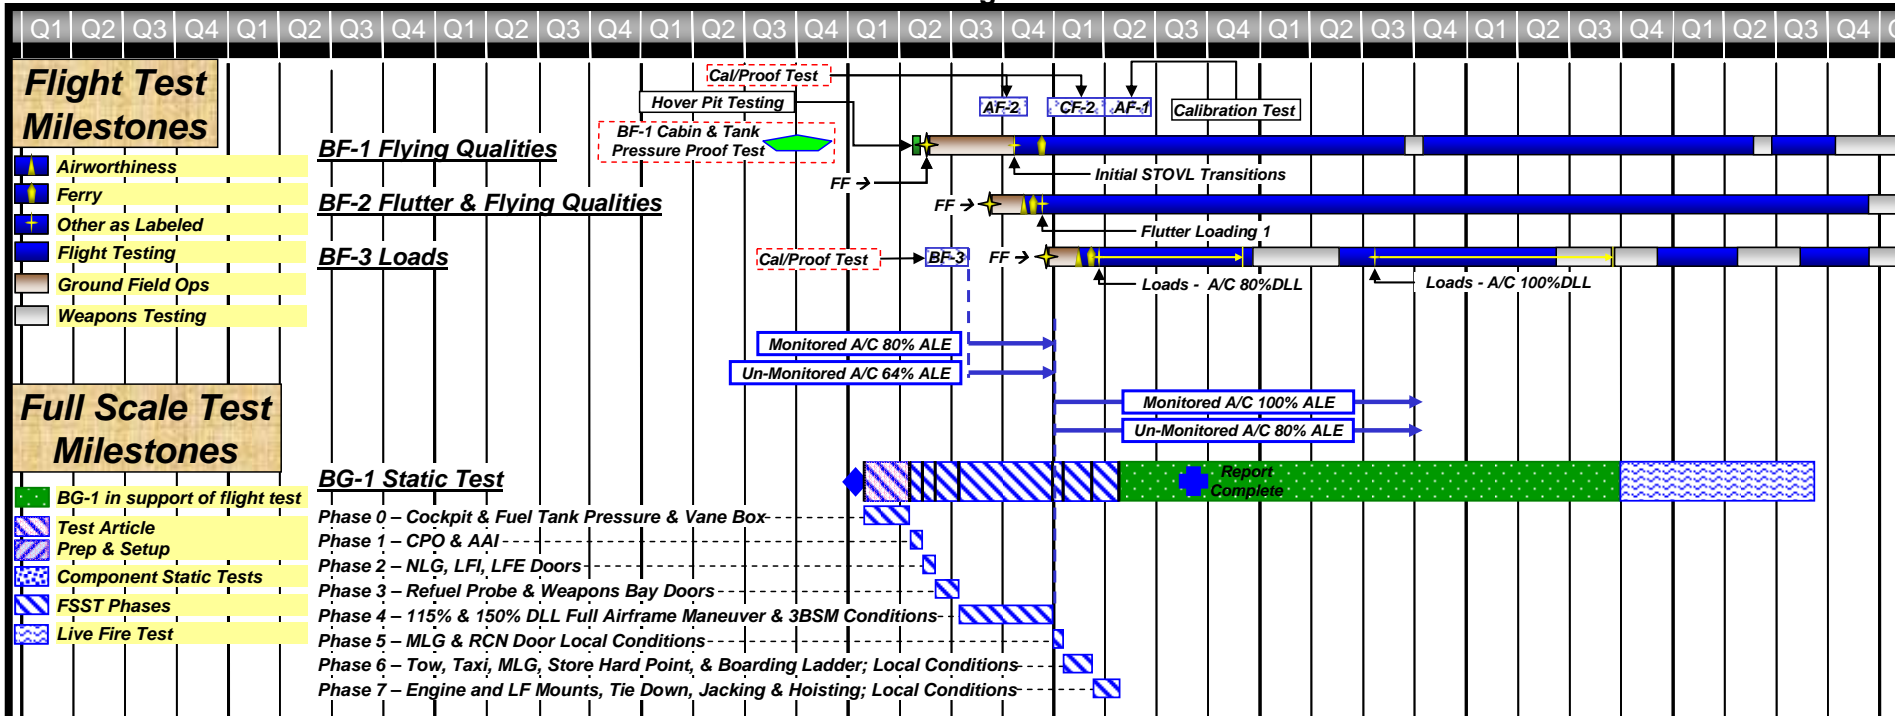 Q1 Q2 Q3 Q4 Q1 Q2 Q3 Q4 Q1 Q2 Q3 Q4 Q1 Q2 Q3 Q4 Q1 Q2 Q3 Q4 Q1 Q2 Q3 Q4 Q1 Q2 Q3 Q4 Q1 Q2 Q3 Q4 Q1 Q2 Q3 Q4
Flight Test
Milestones
Airworthiness
Ferry
Other as Labeled
Flight Testing
Ground Field Ops
Weapons Testing
Cal/Proof Test
Hover Pit Testing
AF-2
CF-2
AF-1
Calibration Test
BF-1 Cabin & Tank
Pressure Proof Test
BF-1 Flying Qualities
FF →
Initial STOVL Transitions
BF-2 Flutter & Flying Qualities
FF →
Flutter Loading 1
BF-3 Loads
Cal/Proof Test
BF-3
FF →
Loads - A/C 80%DLL
Loads - A/C 100%DLL
Monitored A/C 80% ALE
Un-Monitored A/C 64% ALE
Monitored A/C 100% ALE
Un-Monitored A/C 80% ALE
Full Scale Test
Milestones
BG-1 in support of flight test
Test Article
Prep & Setup
Component Static Tests
FSST Phases
Live Fire Test
BG-1 Static Test
Report
Complete
Phase 0 – Cockpit & Fuel Tank Pressure & Vane Box
Phase 1 – CPO & AAI
Phase 2 – NLG, LFI, LFE Doors
Phase 3 – Refuel Probe & Weapons Bay Doors
Phase 4 – 115% & 150% DLL Full Airframe Maneuver & 3BSM Conditions
Phase 5 – MLG & RCN Door Local Conditions
Phase 6 – Tow, Taxi, MLG, Store Hard Point, & Boarding Ladder; Local Conditions
Phase 7 – Engine and LF Mounts, Tie Down, Jacking & Hoisting; Local Conditions